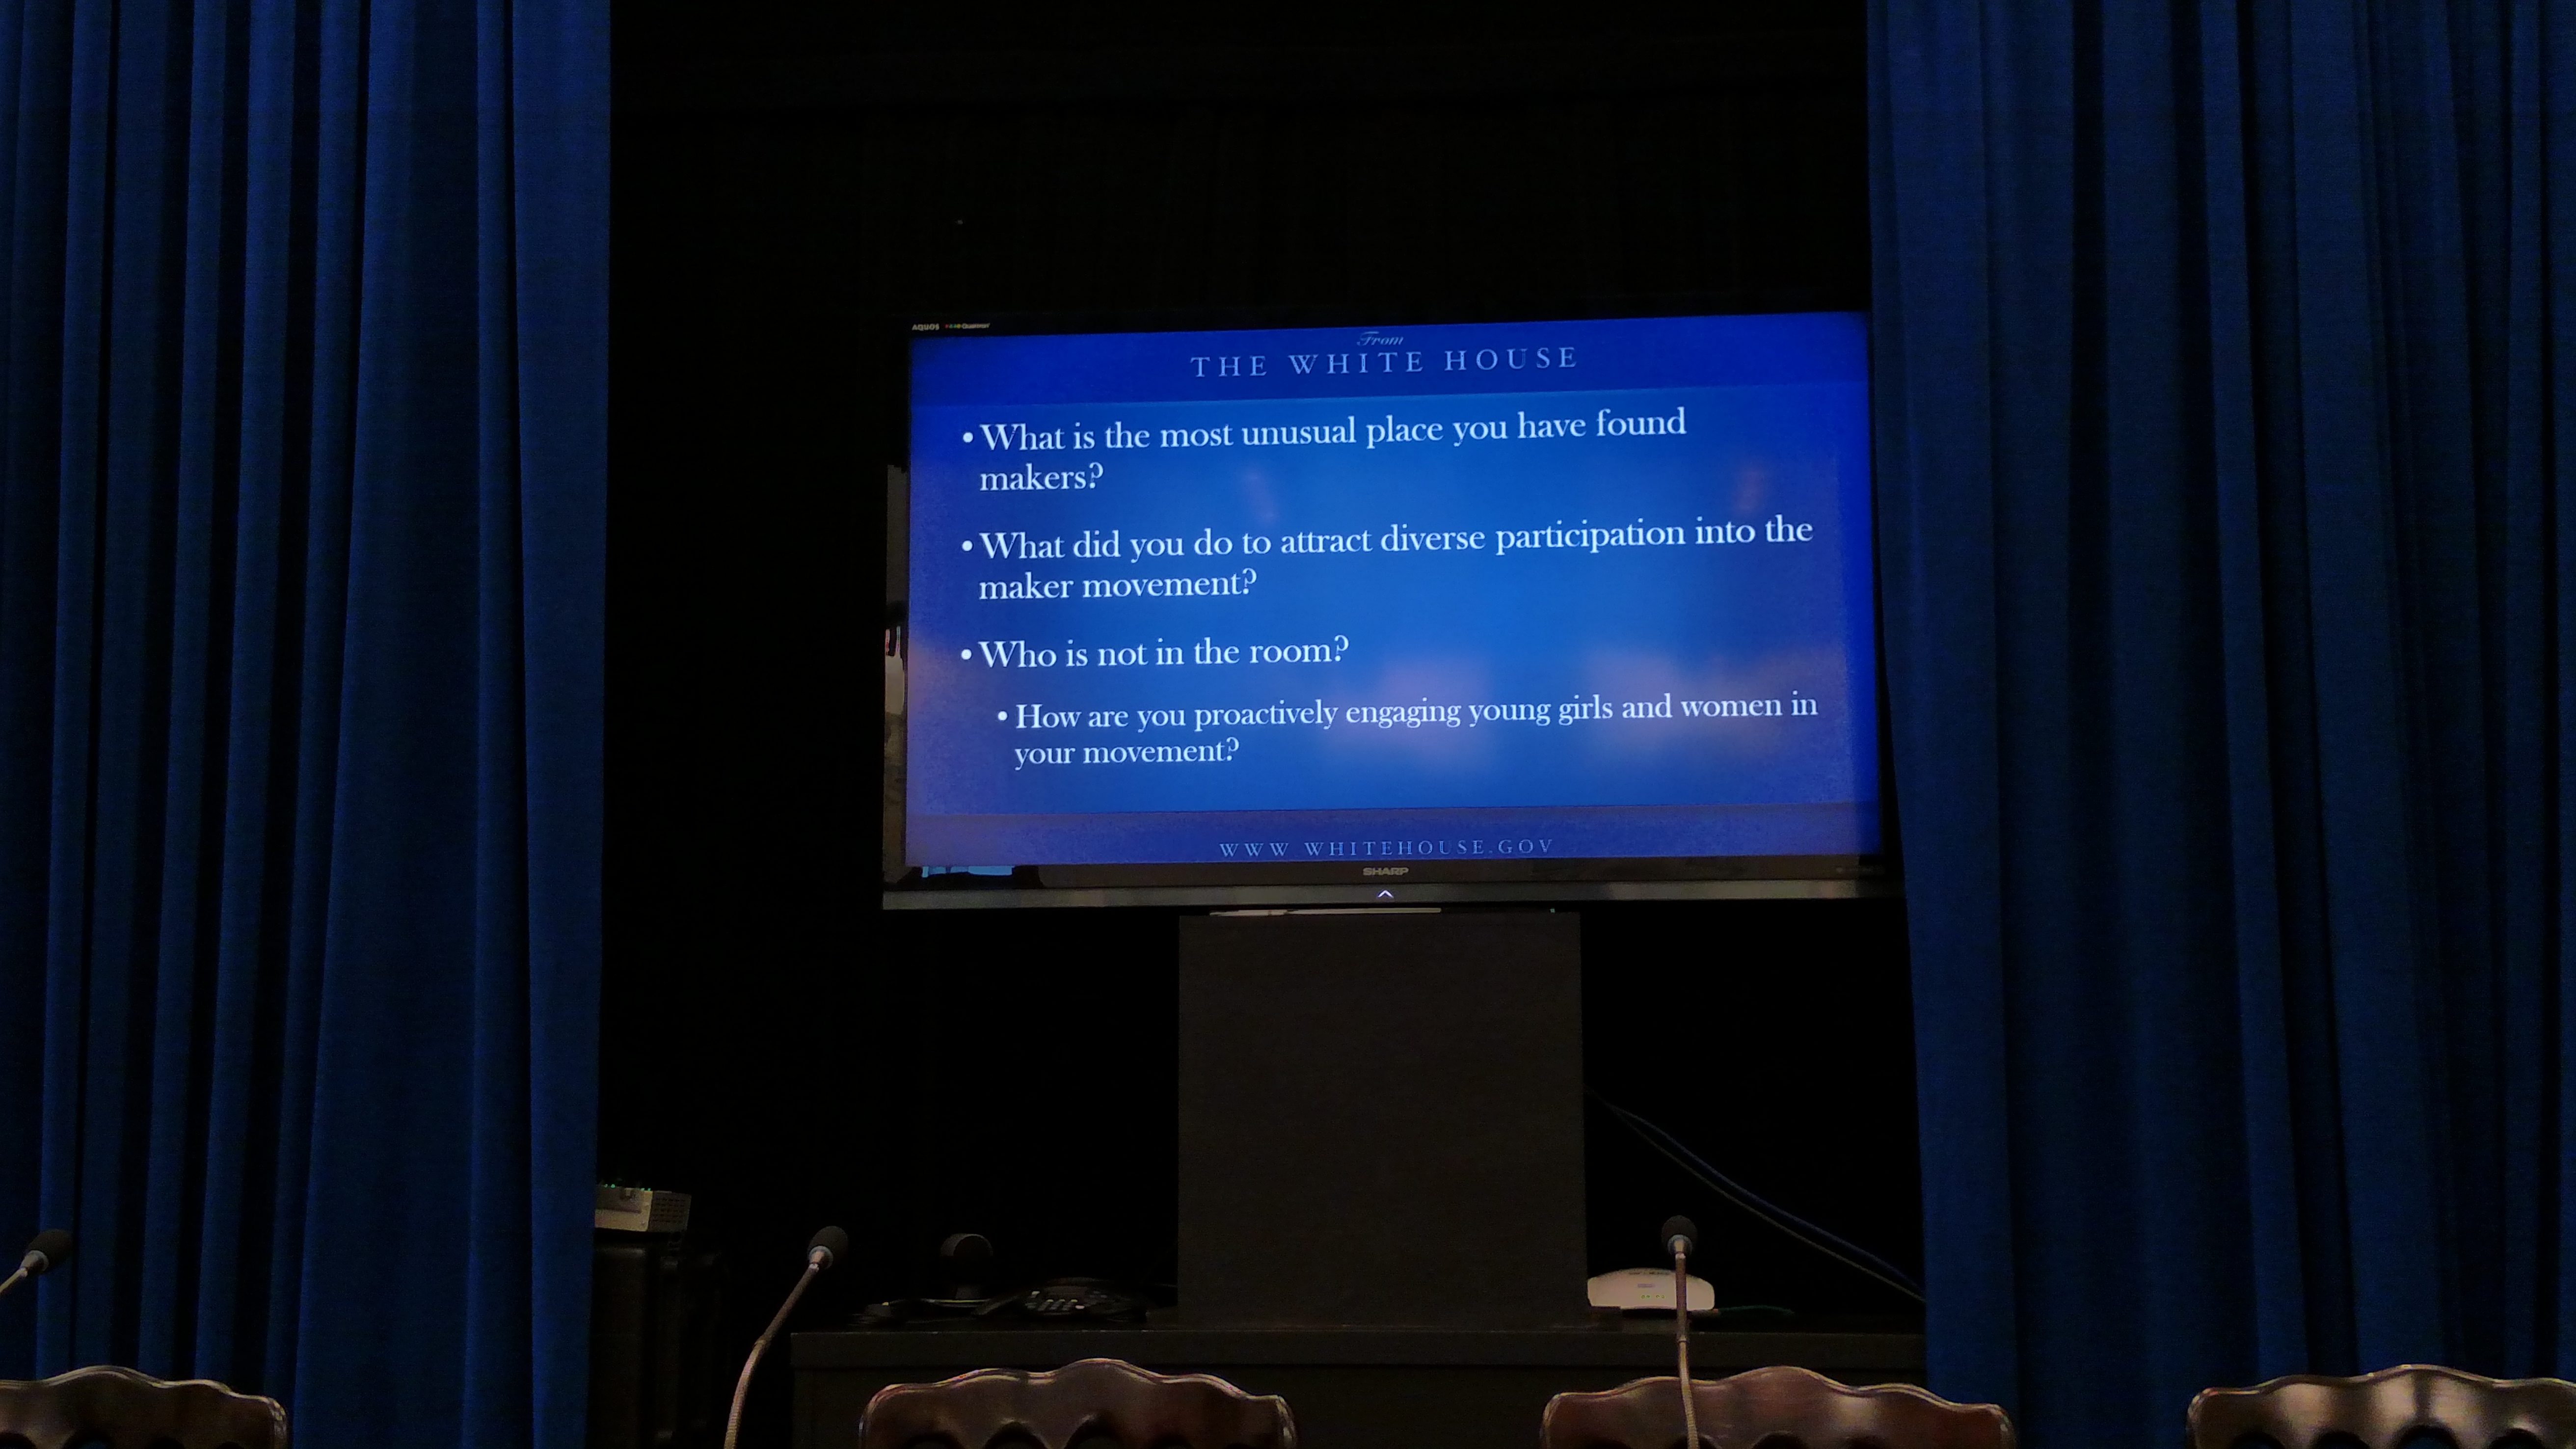 AQUOS
From
THE WHITE HOUSE
• What is the most unusual place you have found
makers?
• What did you do to attract diverse participation into the
maker movement?
• Who is not in the room?
• How are you proactively engaging young girls and women in
your movement?
WWW WHITEHOUSE.GOV
SHARP